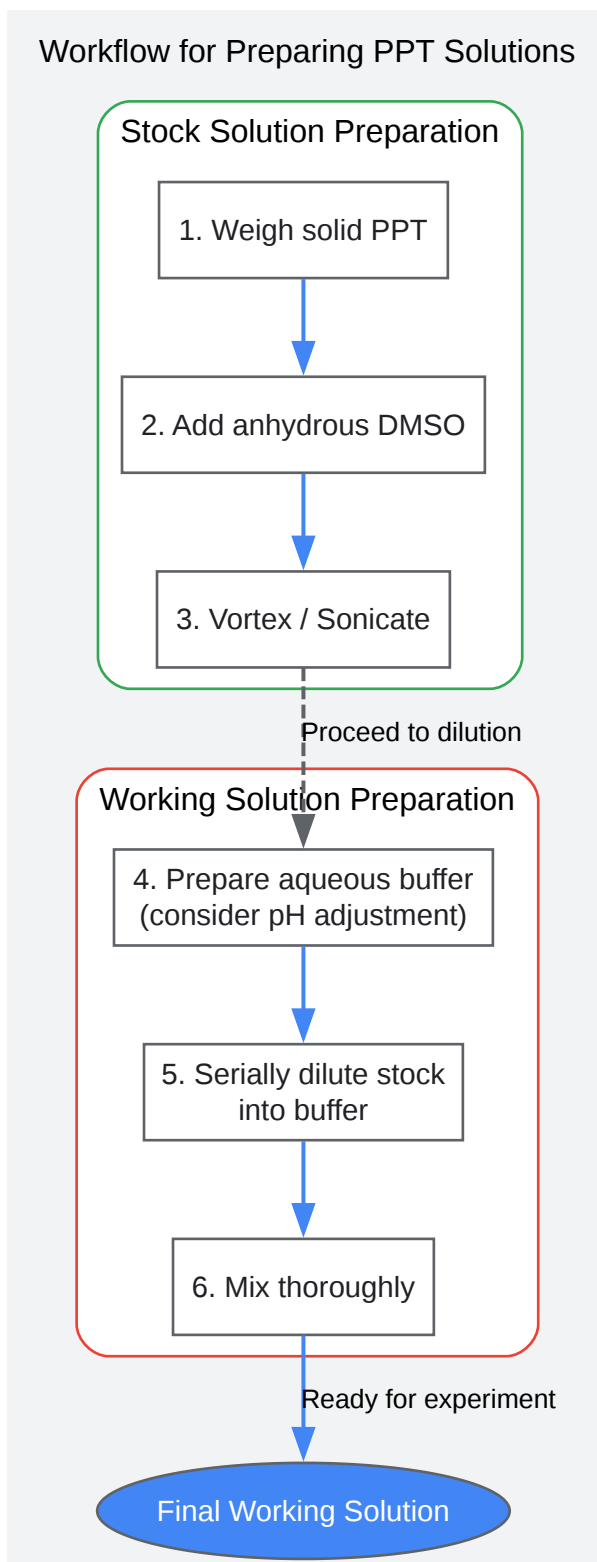 Workflow for Preparing PPT Solutions
Stock Solution Preparation
1. Weigh solid PPT
2. Add anhydrous DMSO
3. Vortex / Sonicate
Proceed to dilution
Working Solution Preparation
4. Prepare aqueous buffer
(consider pH adjustment)
5. Serially dilute stock
into buffer
6. Mix thoroughly
Ready for experiment
Final Working Solution